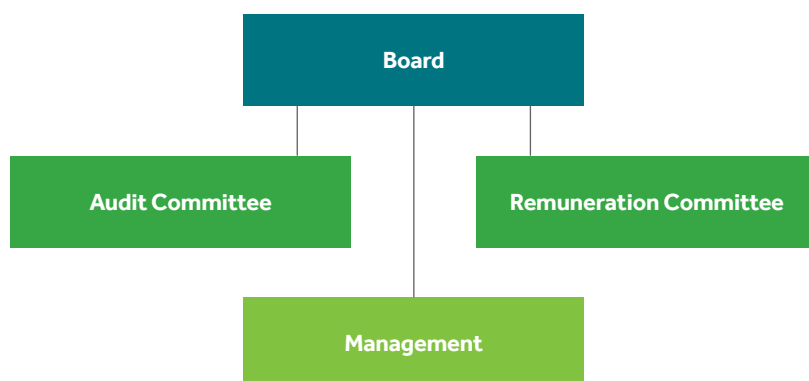 Board
Audit Committee
Remuneration Committee
Management